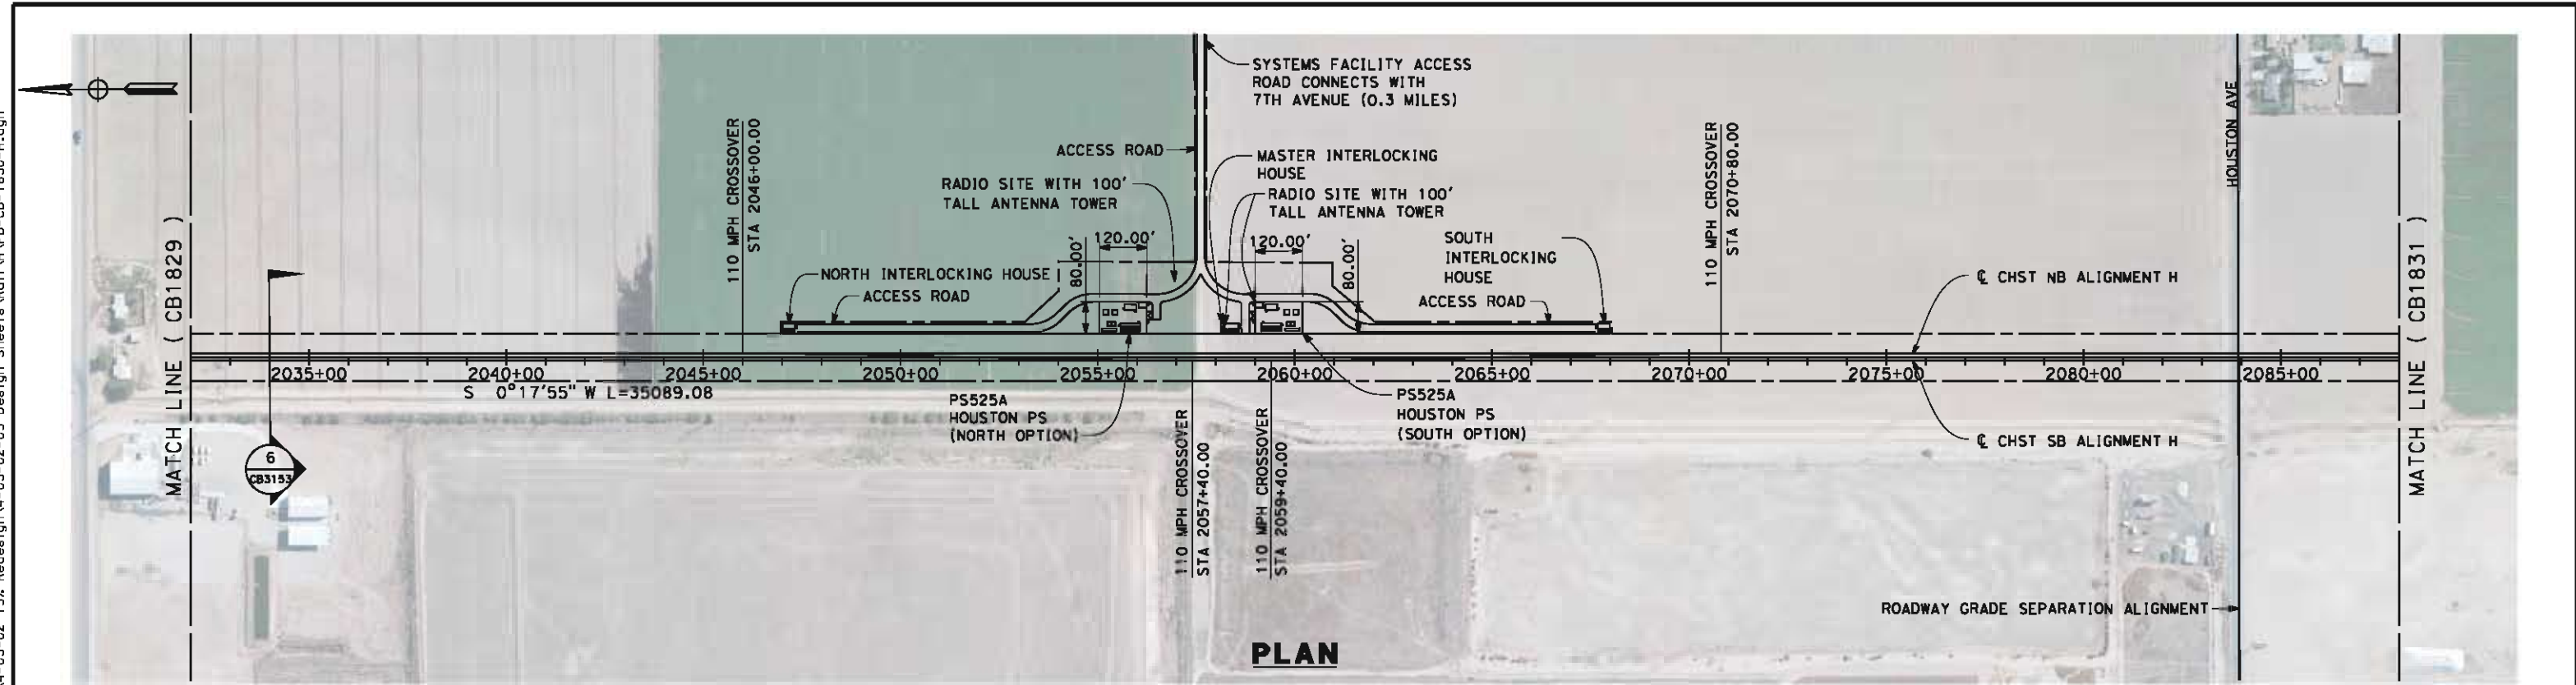 SYSTEMS FACILITY ACCESS
ROAD CONNECTS WITH
7TH AVENUE (0.3 MILES)
HOUSTON AVE
110 MPH CROSSOVER
STA 2046+00.00
ACCESS ROAD
MASTER INTERLOCKING
HOUSE
110 MPH CROSSOVER
STA 2070+80.00
RADIO SITE WITH 100'
TALL ANTENNA TOWER
RADIO SITE WITH 100'
TALL ANTENNA TOWER
MATCH LINE ( CB1829 )
120.00'
80.00'
120.00'
80.00'
SOUTH
INTERLOCKING
HOUSE
MATCH LINE ( CB1831 )
NORTH INTERLOCKING HOUSE
ACCESS ROAD
ACCESS ROAD
℄ CHST NB ALIGNMENT H
2035+00
2040+00
2045+00
2050+00
2055+00
2060+00
2065+00
2070+00
2075+00
2080+00
2085+00
S 0°17'55" W L=35089.08
PS525A
HOUSTON PS
(NORTH OPTION)
PS525A
HOUSTON PS
(SOUTH OPTION)
℄ CHST SB ALIGNMENT H
6
CB3153
110 MPH CROSSOVER
STA 2057+40.00
110 MPH CROSSOVER
STA 2059+40.00
ROADWAY GRADE SEPARATION ALIGNMENT
PLAN